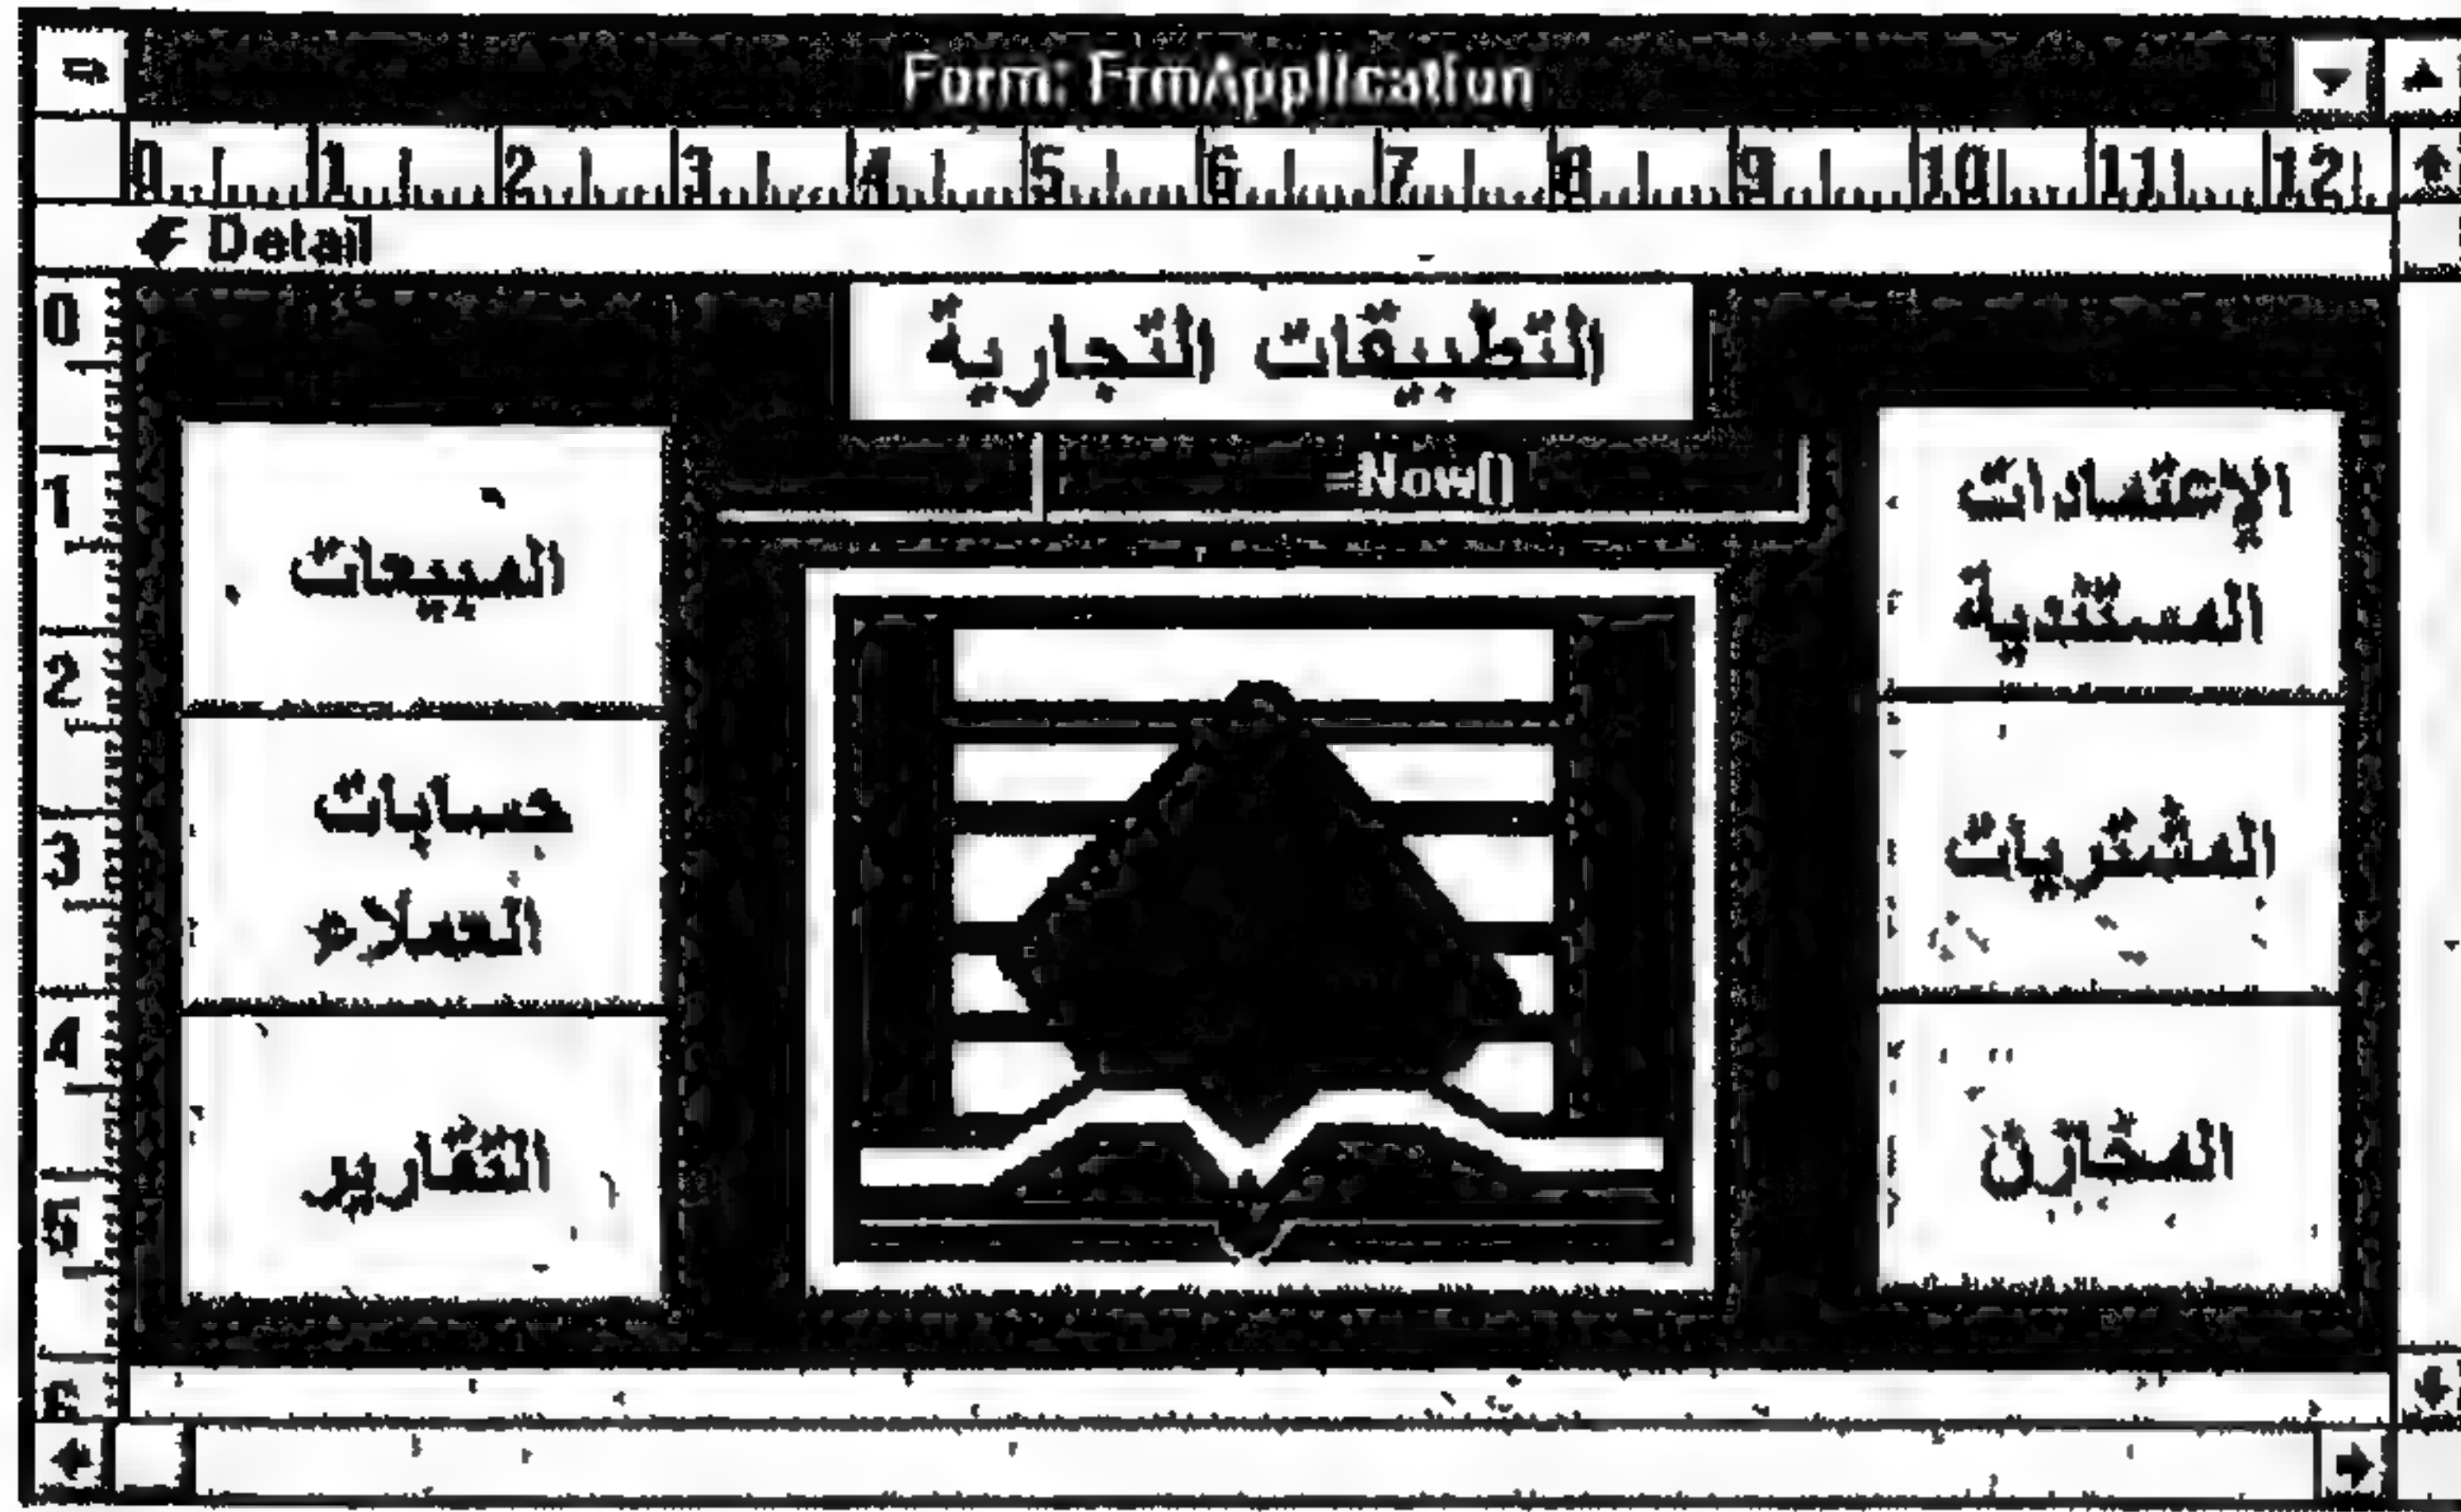 Form: FrmApplication
0 1 2 3 4 5 6 7 8 9 10 11 12
Detail
التطبيقات التجارية
=Now()
الإعتمادات
المستندية
المشتريات
المخازن
المبيعات
حسابات
العملاء
التقارير
0
1
2
3
4
5